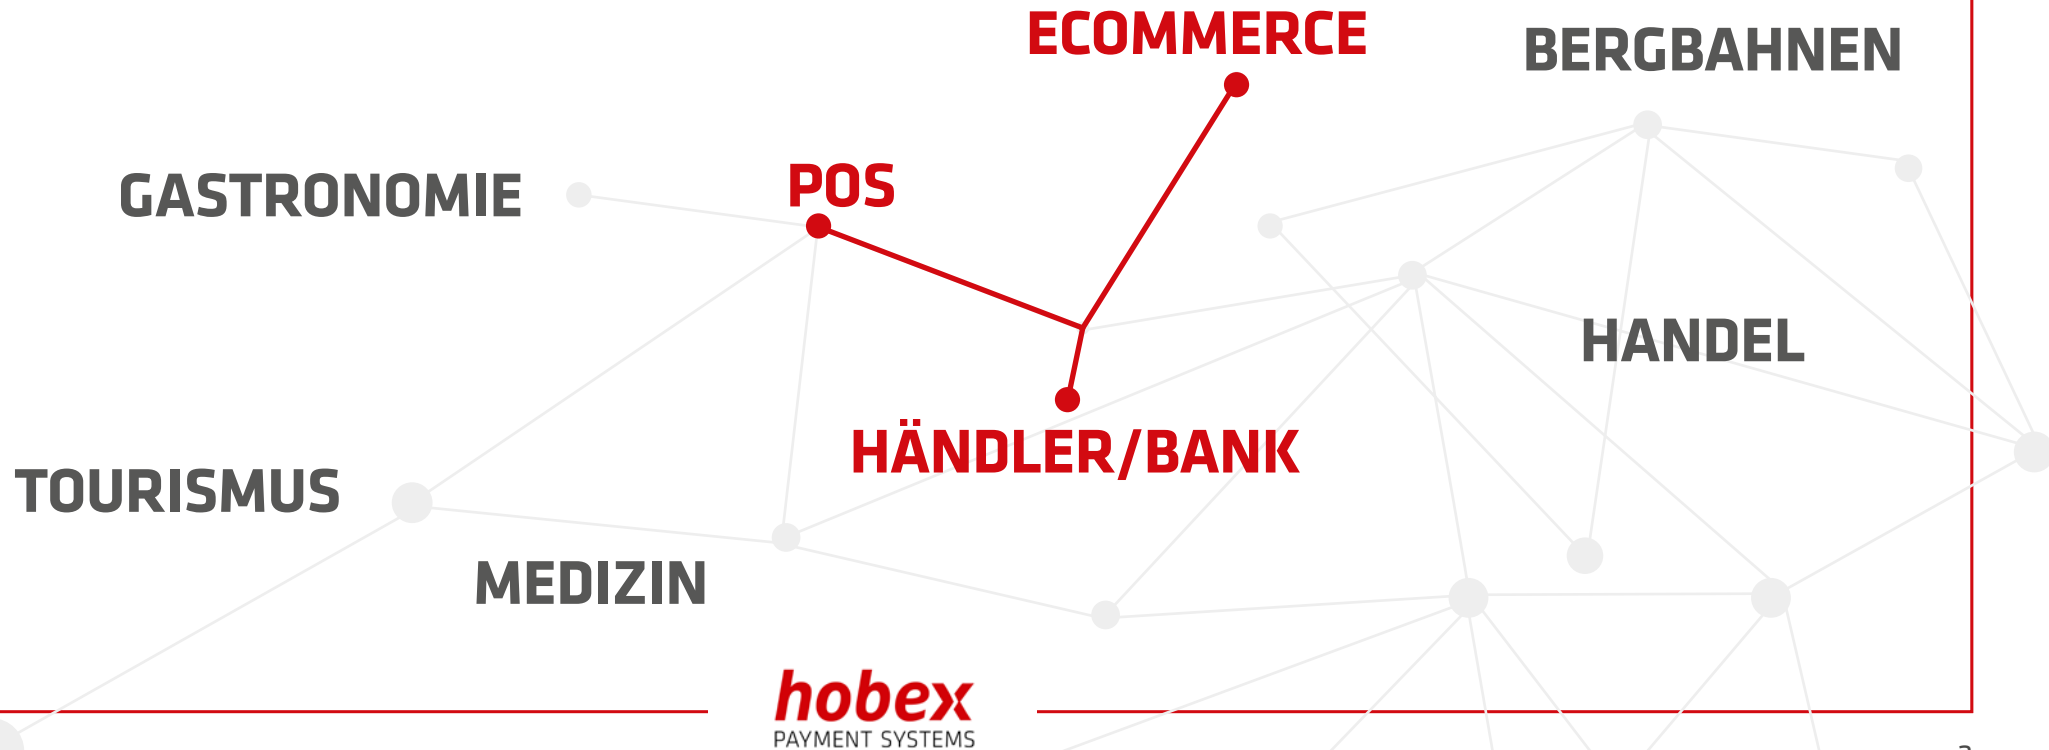 ECOMMERCE
BERGBAHNEN
POS
GASTRONOMIE
HANDEL
HÄNDLER/BANK
TOURISMUS
MEDIZIN
hobex
PAYMENT SYSTEMS